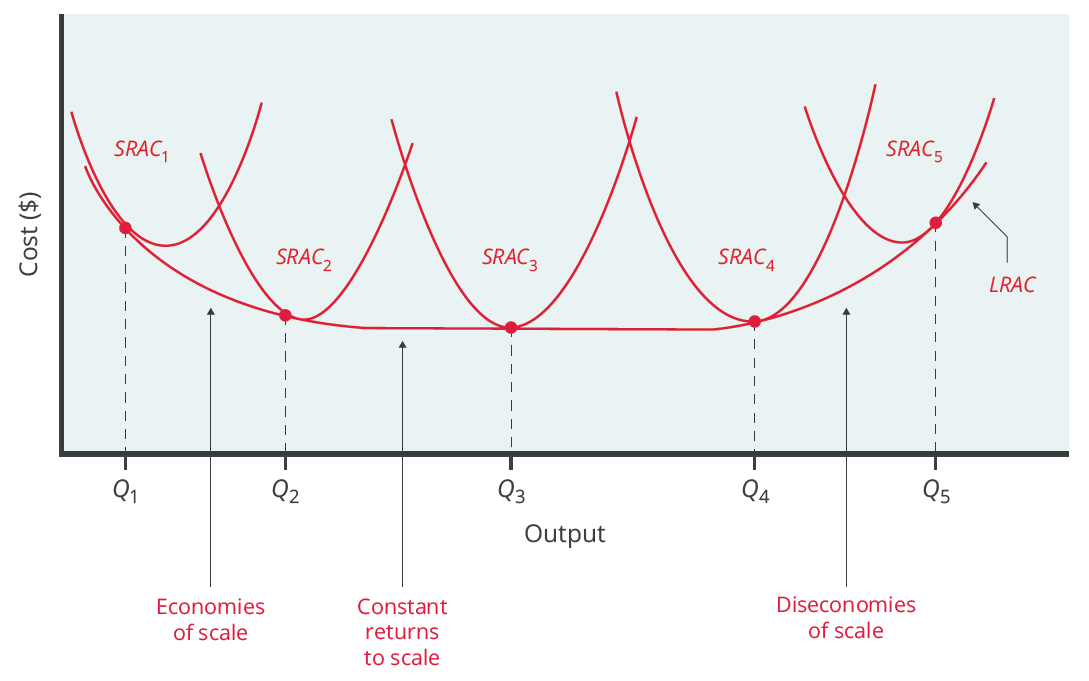 SRAC₁
SRAC₅
Cost ($)
SRAC₂
SRAC₃
SRAC₄
LRAC
Q₁
Q₂
Q₃
Q₄
Q₅
Output
Economies
of scale
Constant
returns
to scale
Diseconomies
of scale